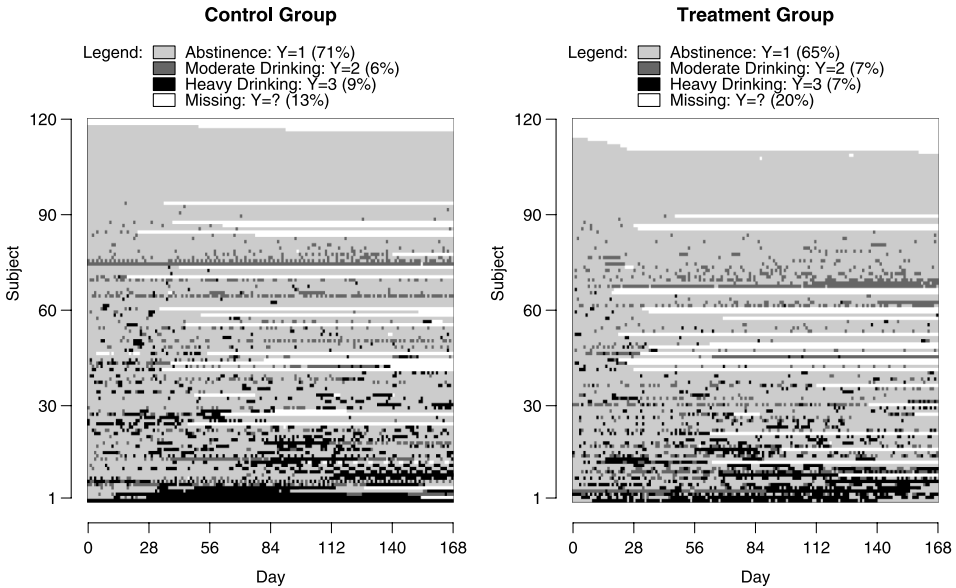 Control Group
Legend: Abstinence: Y=1 (71%)
Moderate Drinking: Y=2 (6%)
Heavy Drinking: Y=3 (9%)
Missing: Y=? (13%)
120
90
60
30
1
Subject
0 28 56 84 112 140 168
Day
Treatment Group
Legend: Abstinence: Y=1 (65%)
Moderate Drinking: Y=2 (7%)
Heavy Drinking: Y=3 (7%)
Missing: Y=? (20%)
120
90
60
30
1
Subject
0 28 56 84 112 140 168
Day